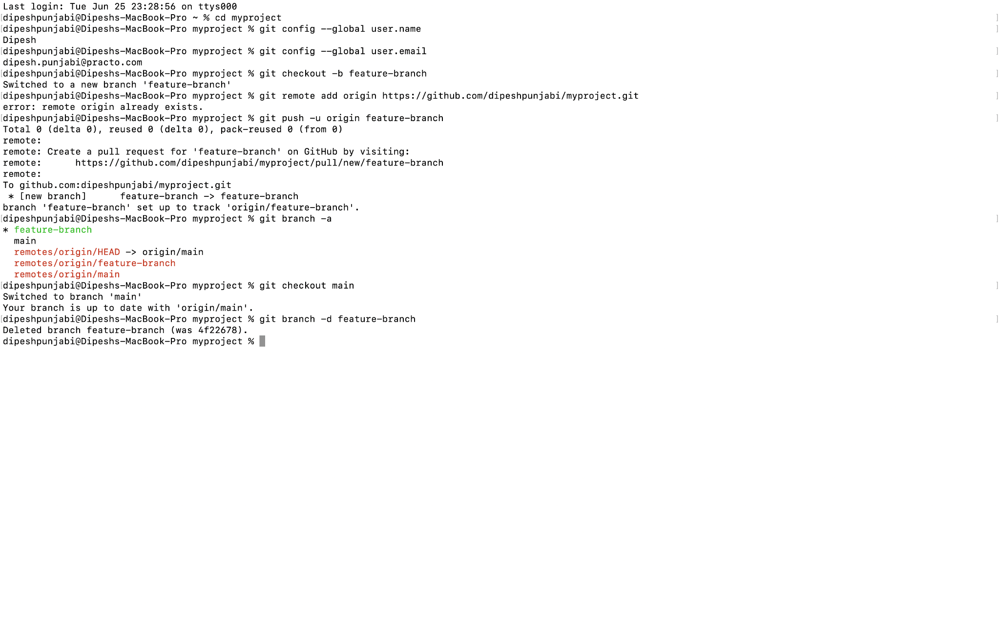 Last login: Tue Jun 25 23:28:56 on ttys000
[dipeshpunjabi@Dipeshs-MacBook-Pro ~ % cd myproject ]
[dipeshpunjabi@Dipeshs-MacBook-Pro myproject % git config --global user.name ]
Dipesh
[dipeshpunjabi@Dipeshs-MacBook-Pro myproject % git config --global user.email ]
dipesh.punjabi@practo.com
[dipeshpunjabi@Dipeshs-MacBook-Pro myproject % git checkout -b feature-branch ]
Switched to a new branch 'feature-branch'
[dipeshpunjabi@Dipeshs-MacBook-Pro myproject % git remote add origin https://github.com/dipeshpunjabi/myproject.git ]
error: remote origin already exists.
[dipeshpunjabi@Dipeshs-MacBook-Pro myproject % git push -u origin feature-branch ]
Total 0 (delta 0), reused 0 (delta 0), pack-reused 0 (from 0)
remote:
remote: Create a pull request for 'feature-branch' on GitHub by visiting:
remote:      https://github.com/dipeshpunjabi/myproject/pull/new/feature-branch
remote:
To github.com:dipeshpunjabi/myproject.git
 * [new branch]      feature-branch -> feature-branch
branch 'feature-branch' set up to track 'origin/feature-branch'.
[dipeshpunjabi@Dipeshs-MacBook-Pro myproject % git branch -a ]
* feature-branch
  main
  remotes/origin/HEAD -> origin/main
  remotes/origin/feature-branch
  remotes/origin/main
[dipeshpunjabi@Dipeshs-MacBook-Pro myproject % git checkout main ]
Switched to branch 'main'
Your branch is up to date with 'origin/main'.
[dipeshpunjabi@Dipeshs-MacBook-Pro myproject % git branch -d feature-branch ]
Deleted branch feature-branch (was 4f22678).
dipeshpunjabi@Dipeshs-MacBook-Pro myproject %